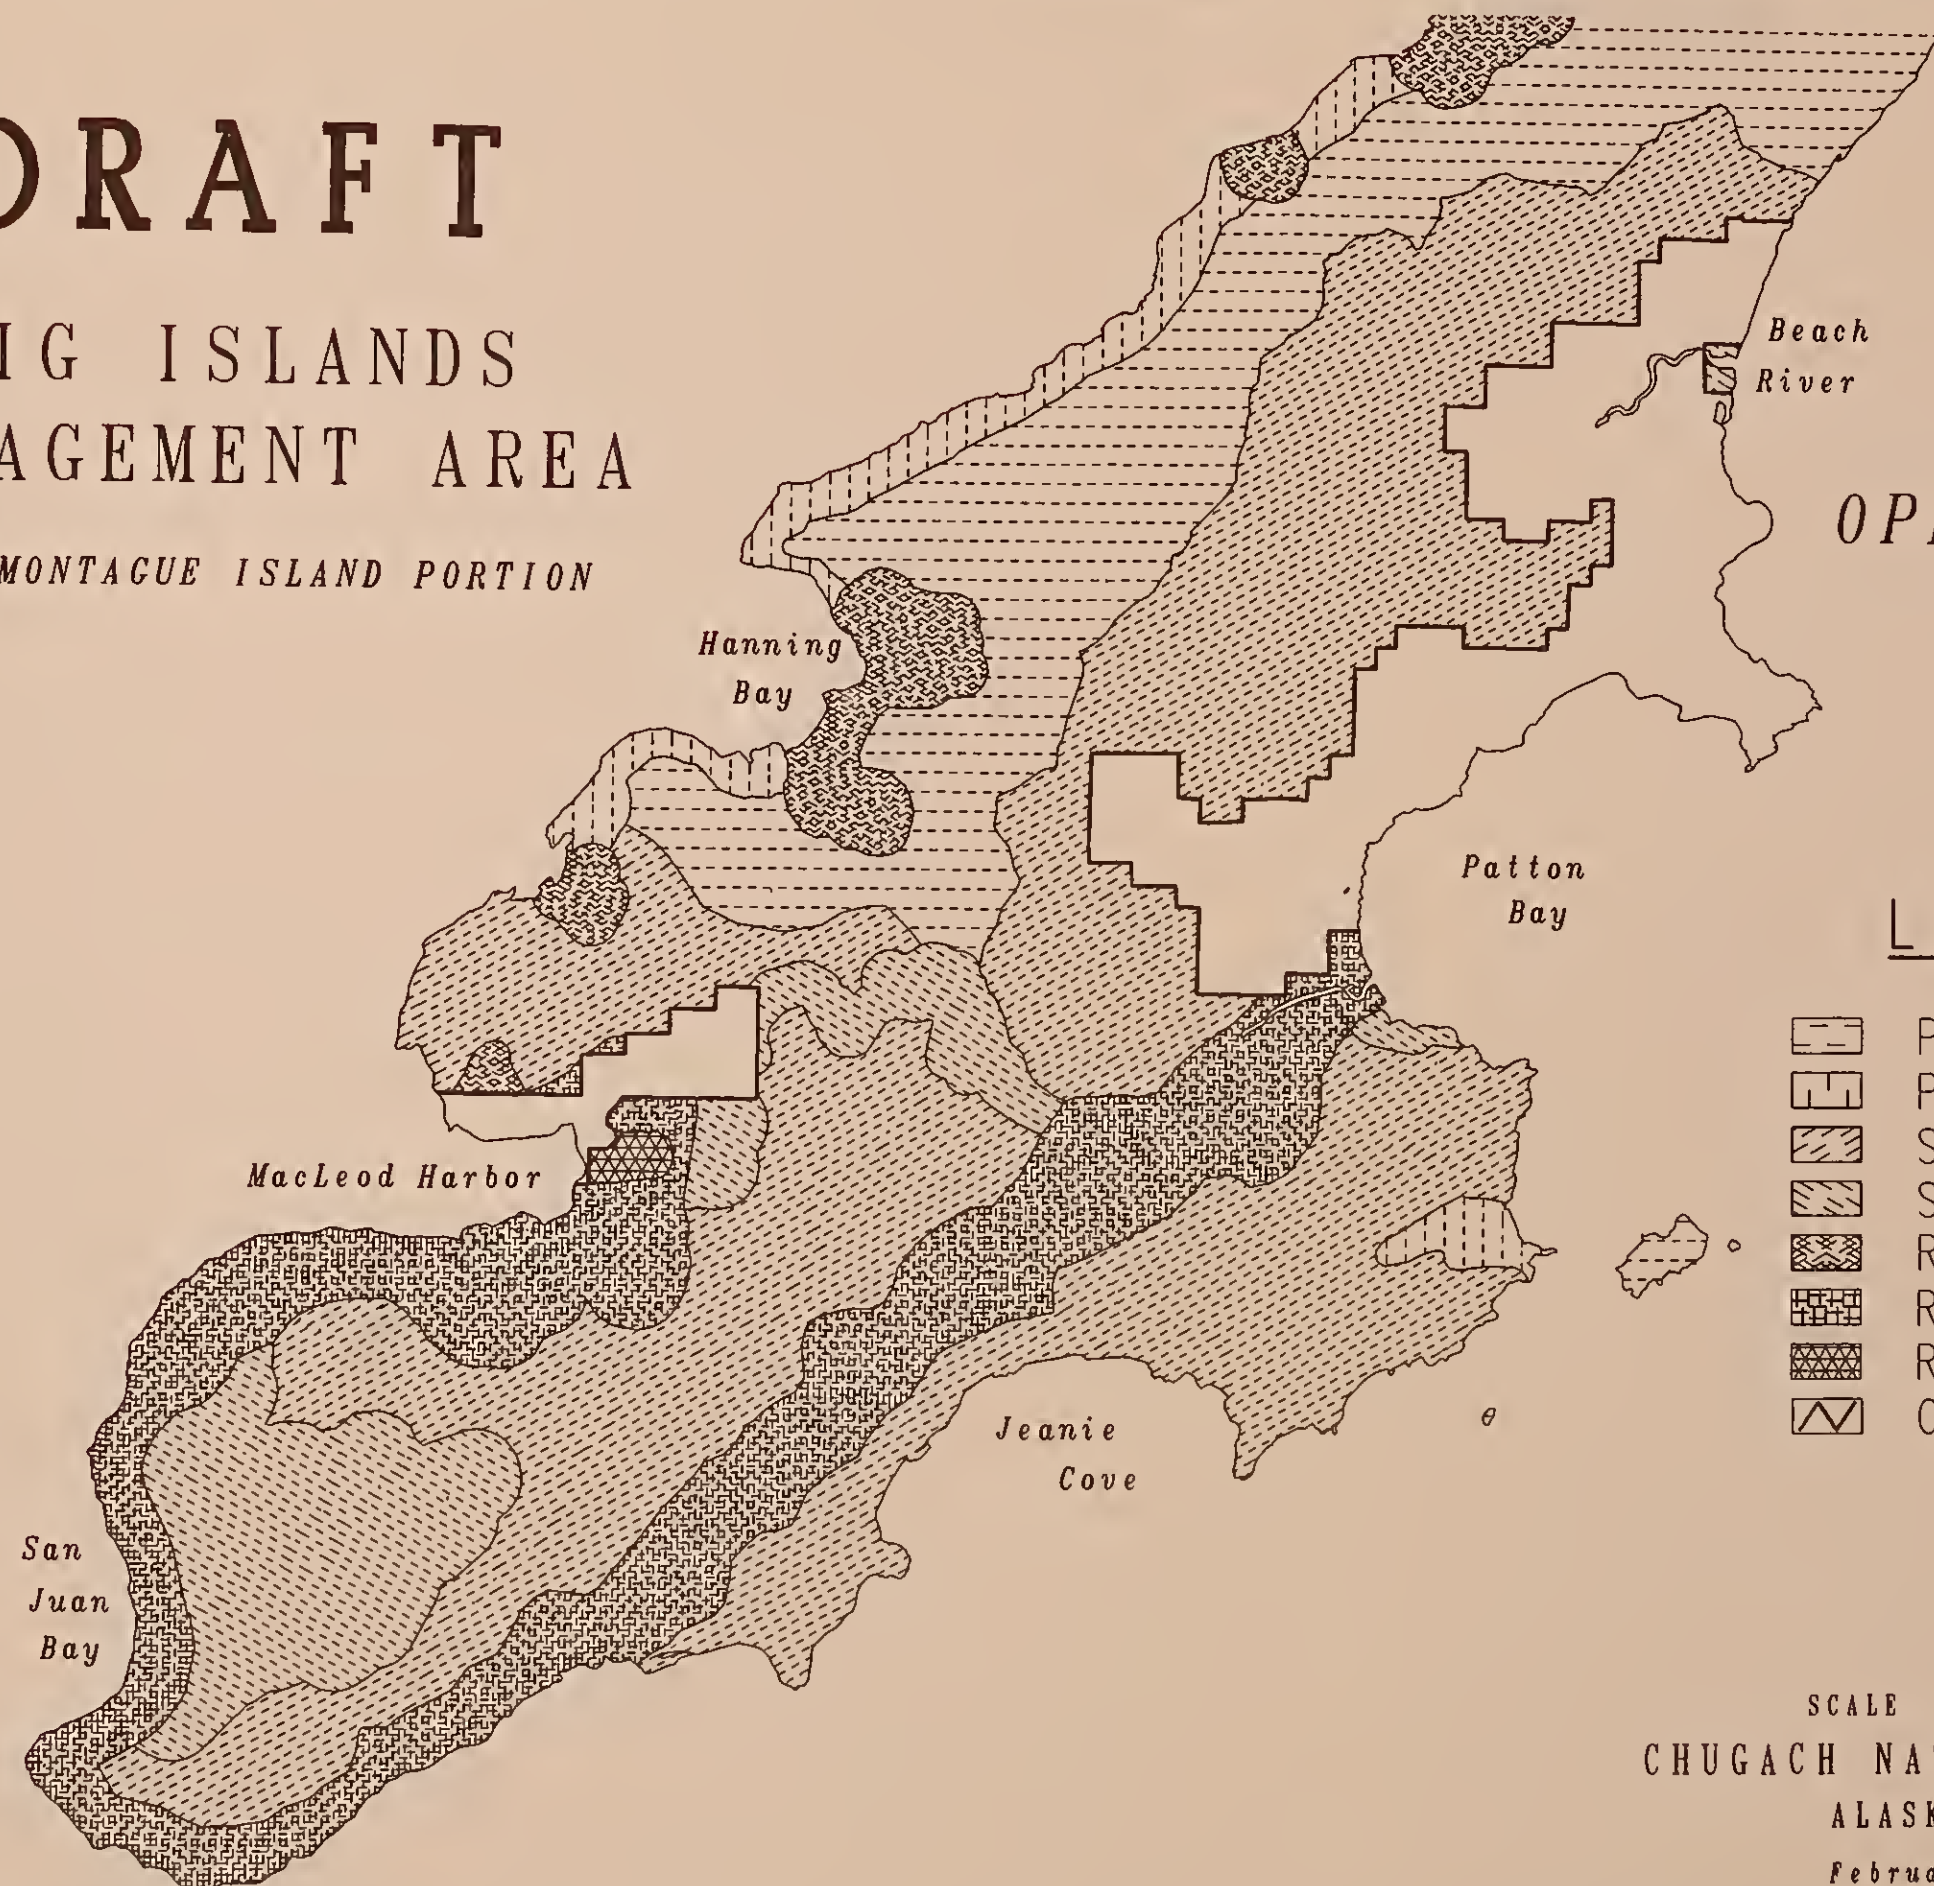 DRAFT
IG ISLANDS
AGEMENT AREA
MONTAGUE ISLAND PORTION
Beach
River
Hanning
Bay
Patton
Bay
MacLeod Harbor
Jeanie
Cove
San
Juan
Bay
L
P
P
S
S
R
R
R
SCALE
CHUGACH NA
ALASK
Februa